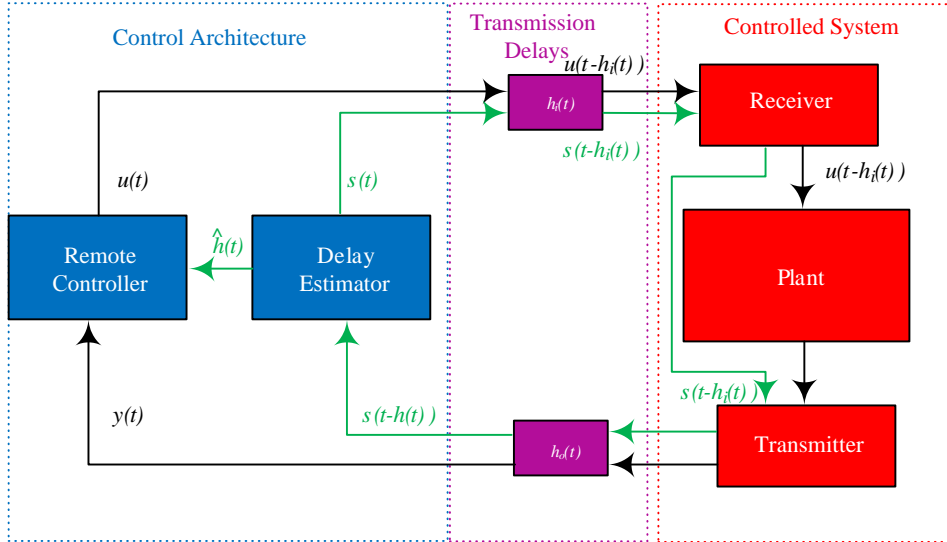 Control Architecture
Transmission
Delays
Controlled System
u(t-hᵢ(t))
hᵢ(t)
Receiver
s(t-hᵢ(t))
u(t)
s(t)
u(t-hᵢ(t))
Remote
Controller
ĥ(t)
Delay
Estimator
Plant
s(t-hᵢ(t))
y(t)
s(t-h(t))
hₒ(t)
Transmitter